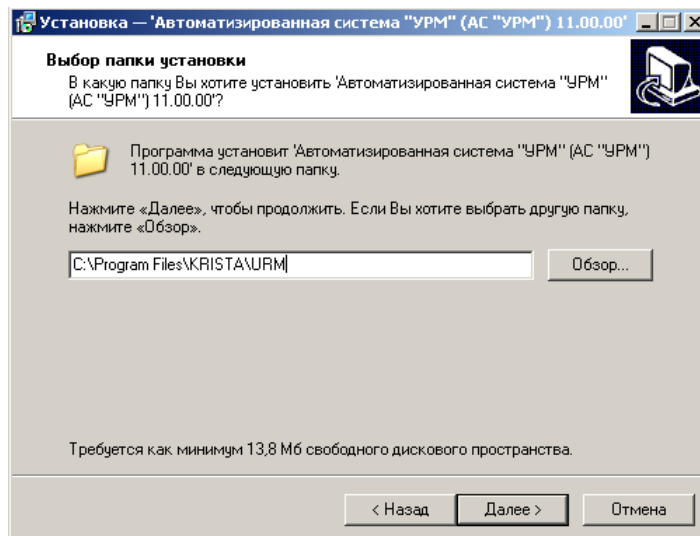 Установка — 'Автоматизированная система "УРМ" (АС "УРМ") 11.00.00'
Выбор папки установки
В какую папку Вы хотите установить 'Автоматизированная система "УРМ"
(АС "УРМ") 11.00.00'?
Программа установит 'Автоматизированная система "УРМ" (АС "УРМ")
11.00.00' в следующую папку.
Нажмите «Далее», чтобы продолжить. Если Вы хотите выбрать другую папку,
нажмите «Обзор».
C:\Program Files\KRISTA\URM
Обзор...
Требуется как минимум 13,8 Мб свободного дискового пространства.
< Назад
Далее >
Отмена